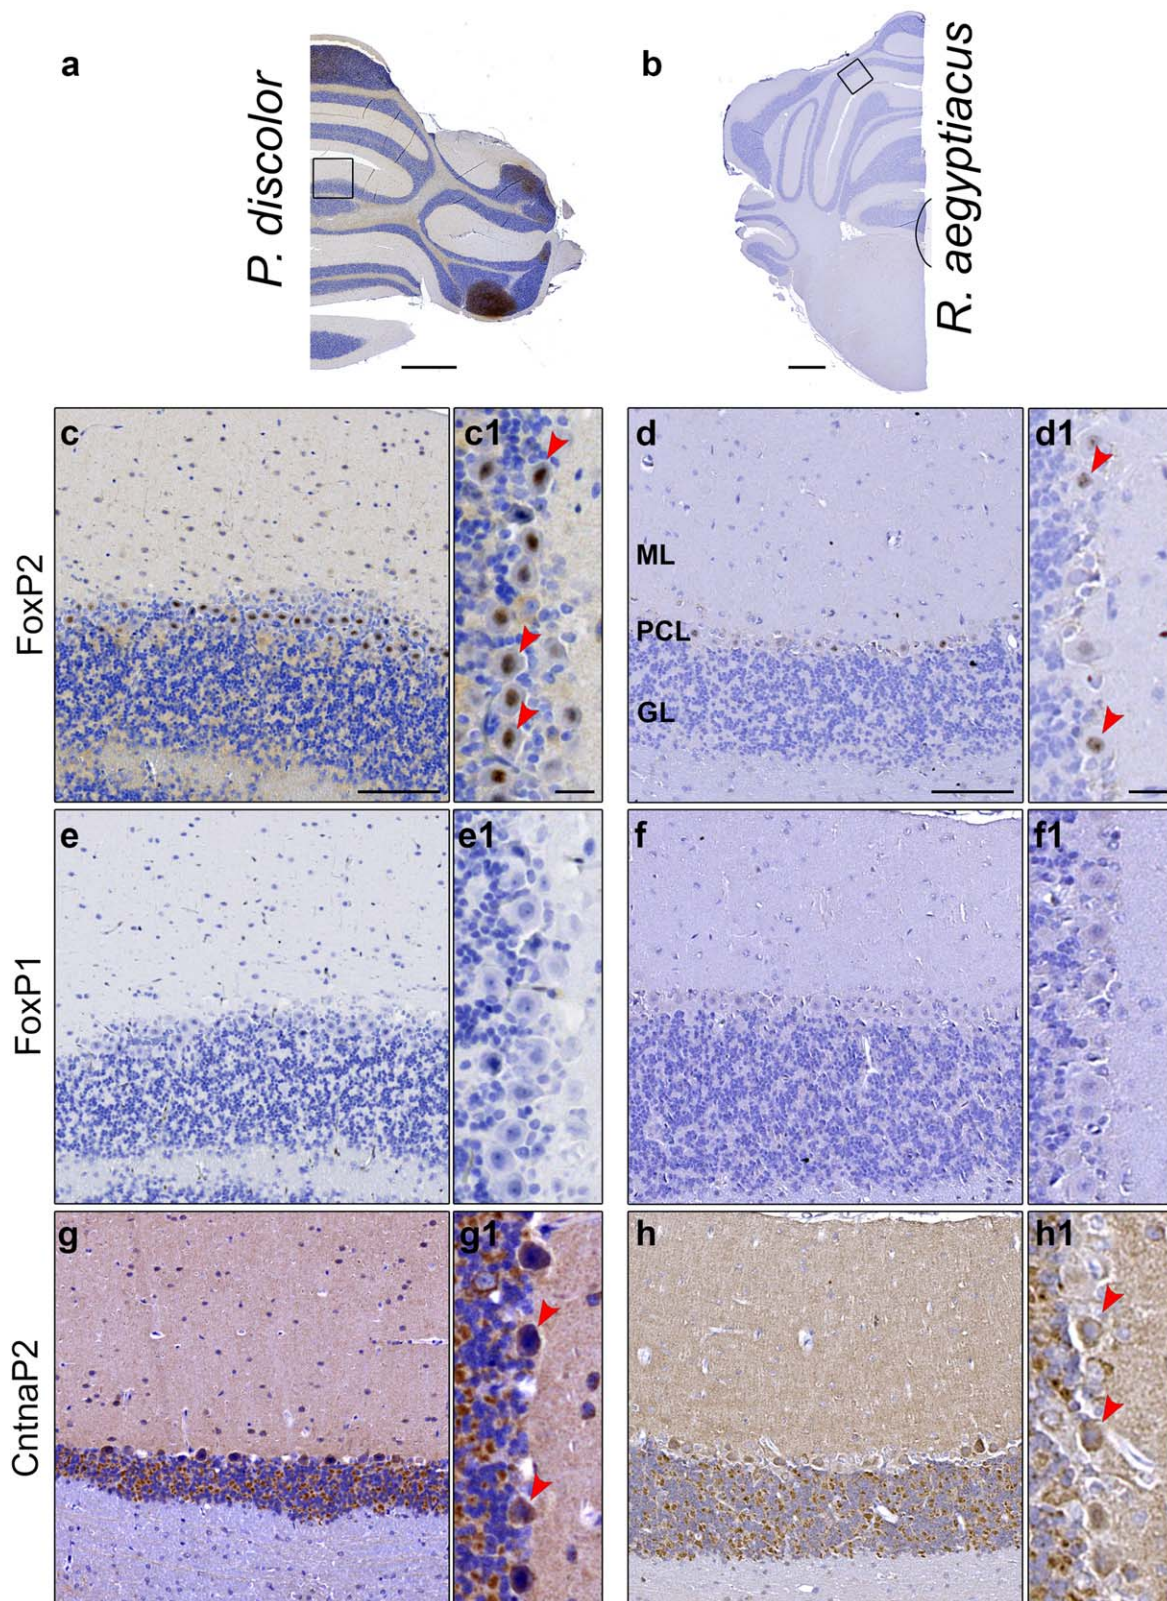 a
P. discolor
b
R. aegyptiacus
FoxP2
c
c1
d
ML
PCL
GL
d1
FoxP1
e
e1
f
f1
CntnaP2
g
g1
h
h1